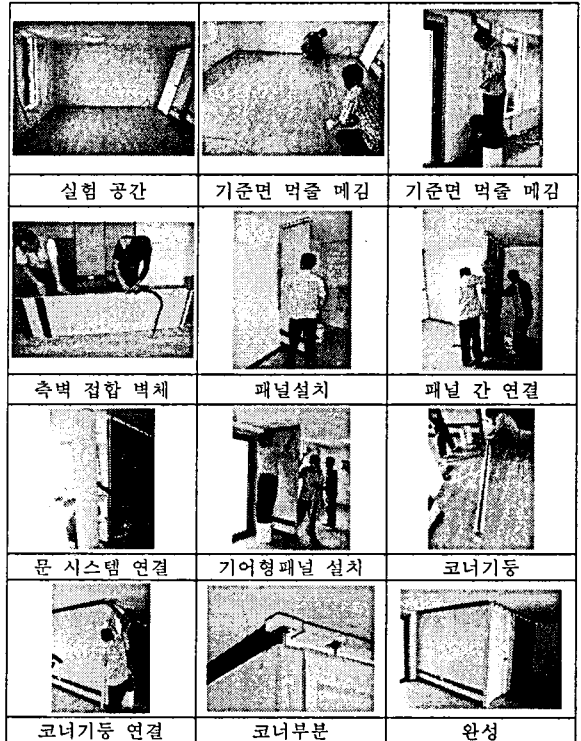 실험 공간
기준면 먹줄 메김
기준면 먹줄 메김
측벽 접합 벽체
패널설치
패널 간 연결
문 시스템 연결
기어형패널 설치
코너기둥
코너기둥 연결
코너부분
완성